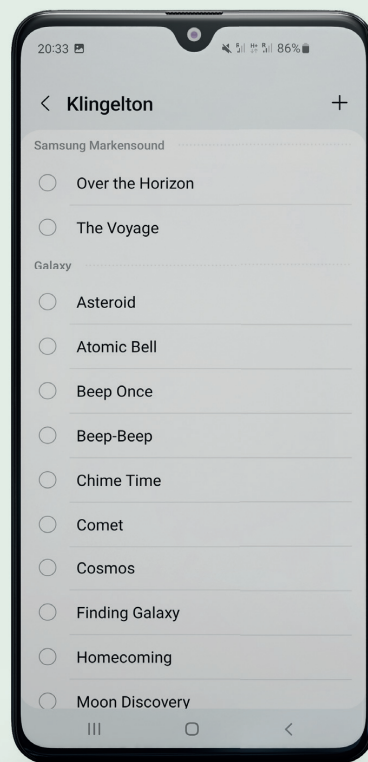 20:33
86%
Klingelton
Samsung Markensound
Over the Horizon
The Voyage
Galaxy
Asteroid
Atomic Bell
Beep Once
Beep-Beep
Chime Time
Comet
Cosmos
Finding Galaxy
Homecoming
Moon Discovery